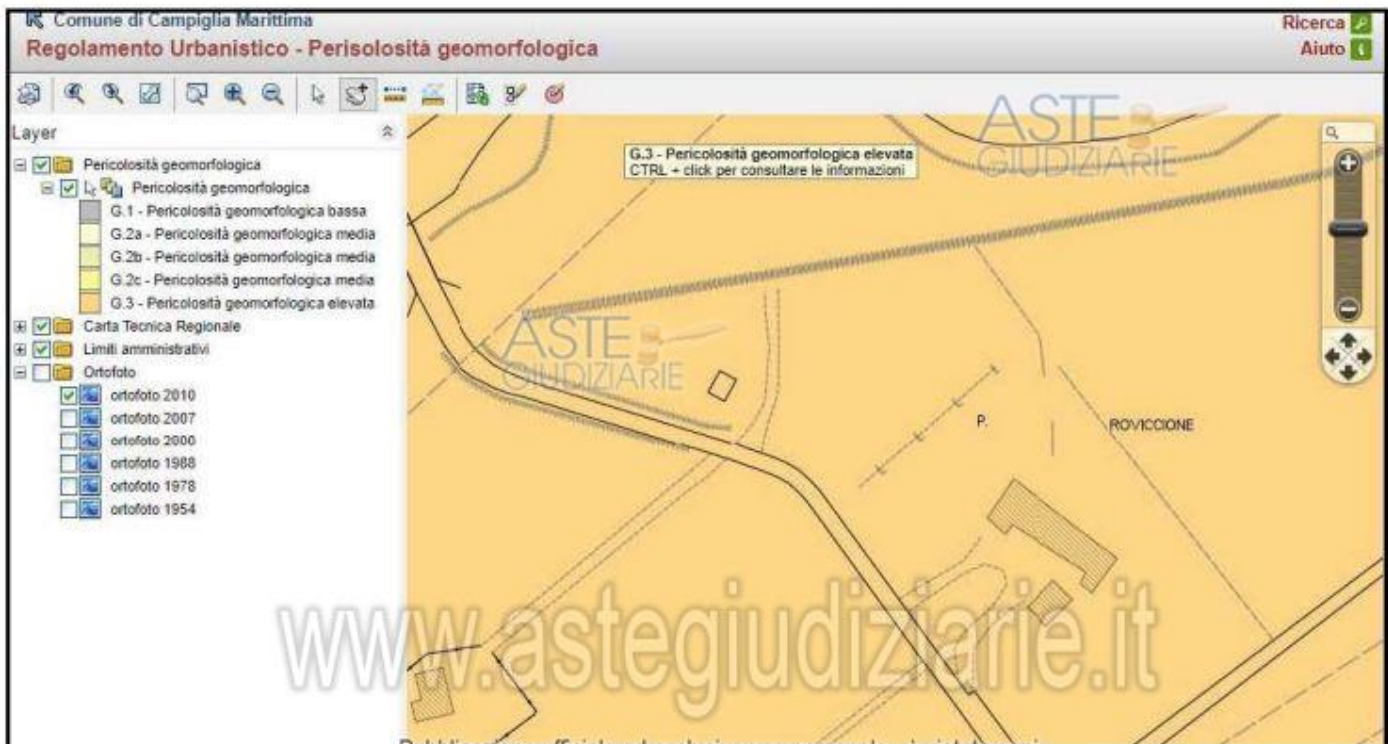 Comune di Campiglia Marittima
Regolamento Urbanistico - Perisolosità geomorfologica
Ricerca
Aiuto
Layer
Pericolosità geomorfologica
Pericolosità geomorfologica
G.1 - Pericolosità geomorfologica bassa
G.2a - Pericolosità geomorfologica media
G.2b - Pericolosità geomorfologica media
G.2c - Pericolosità geomorfologica media
G.3 - Pericolosità geomorfologica elevata
Carta Tecnica Regionale
Limiti amministrativi
Ortofoto
ortofoto 2010
ortofoto 2007
ortofoto 2000
ortofoto 1988
ortofoto 1978
ortofoto 1954
G.3 - Pericolosità geomorfologica elevata
CTRL + click per consultare le informazioni
ASTE
GIUDIZIARIE
ASTE
GIUDIZIARIE
P.
ROVICCIONE
www.astegiudiziarie.it